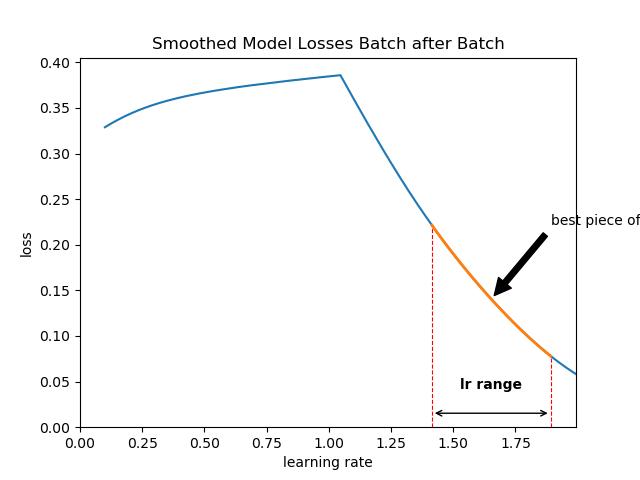 Smoothed Model Losses Batch after Batch
0.40
0.35
0.30
0.25
0.20
0.15
0.10
0.05
0.00
loss
best piece of
lr range
0.00 0.25 0.50 0.75 1.00 1.25 1.50 1.75
learning rate